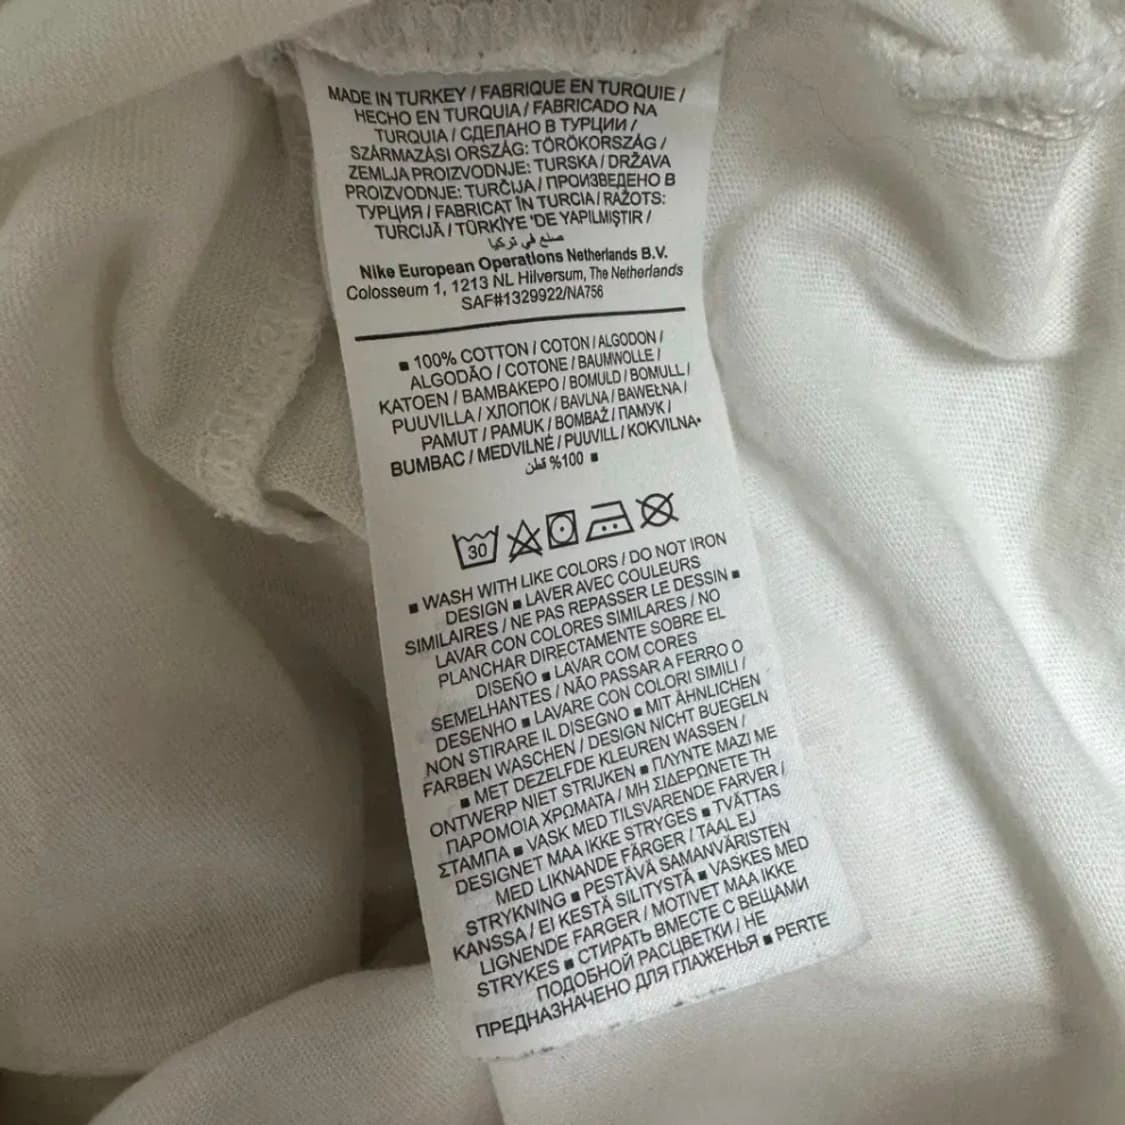 MADE IN TURKEY / FABRIQUE EN TURQUIE /
HECHO EN TURQUIA / FABRICADO NA
TURQUIA / СДЕЛАНО В ТУРЦИИ /
SZÁRMAZÁSI ORSZÁG: TÖRÖKORSZÁG /
ZEMLJA PROIZVODNJE: TURSKA / DRŽAVA
PROIZVODNJE: TURČIJA / ПРОИЗВЕДЕНО В
ТУРЦИЯ / FABRICAT ÎN TURCIA / RAŽOTS:
TURCIJĀ / TÜRKİYE 'DE YAPILMIŞTIR /
صنع في تركيا
Nike European Operations Netherlands B.V.
Colosseum 1, 1213 NL Hilversum, The Netherlands
SAF#1329922/NA756
■ 100% COTTON / COTON / ALGODON /
ALGODÃO / COTONE / BAUMWOLLE /
KATOEN / ΒΑΜΒΑΚΕΡΟ / BOMULD / BOMULL /
PUUVILLA / ХЛОПОК / BAVLNA / BAWEŁNA /
PAMUT / PAMUK / BOMBAŽ / ПАМУК /
BUMBAC / MEDVILNĖ / PUUVILL / KOKVILNA•
100% قطن ■
30
■ WASH WITH LIKE COLORS / DO NOT IRON
DESIGN ■ LAVER AVEC COULEURS
SIMILAIRES / NE PAS REPASSER LE DESSIN ■
LAVAR CON COLORES SIMILARES / NO
PLANCHAR DIRECTAMENTE SOBRE EL
DISEÑO ■ LAVAR COM CORES
SEMELHANTES / NÃO PASSAR A FERRO O
DESENHO ■ LAVARE CON COLORI SIMILI /
NON STIRARE IL DISEGNO ■ MIT ÄHNLICHEN
FARBEN WASCHEN / DESIGN NICHT BUEGELN
■ MET DEZELFDE KLEUREN WASSEN /
ONTWERP NIET STRIJKEN ■ ΠΛΥΝΤΕ ΜΑΖΙ ΜΕ
ΠΑΡΟΜΟΙΑ ΧΡΩΜΑΤΑ / ΜΗ ΣΙΔΕΡΩΝΕΤΕ ΤΗ
ΣΤΑΜΠΑ ■ VASK MED TILSVARENDE FARVER /
DESIGNET MAA IKKE STRYGES ■ TVÄTTAS
MED LIKNANDE FÄRGER / TAAL EJ
STRYKNING ■ PESTÄVÄ SAMANVÄRISTEN
KANSSA / EI KESTÄ SILITYSTÄ ■ VASKES MED
LIGNENDE FARGER / MOTIVET MAA IKKE
STRYKES ■ СТИРАТЬ ВМЕСТЕ С ВЕЩАМИ
ПОДОБНОЙ РАСЦВЕТКИ / НЕ
ПРЕДНАЗНАЧЕНО ДЛЯ ГЛАЖЕНЬЯ ■ PERTE